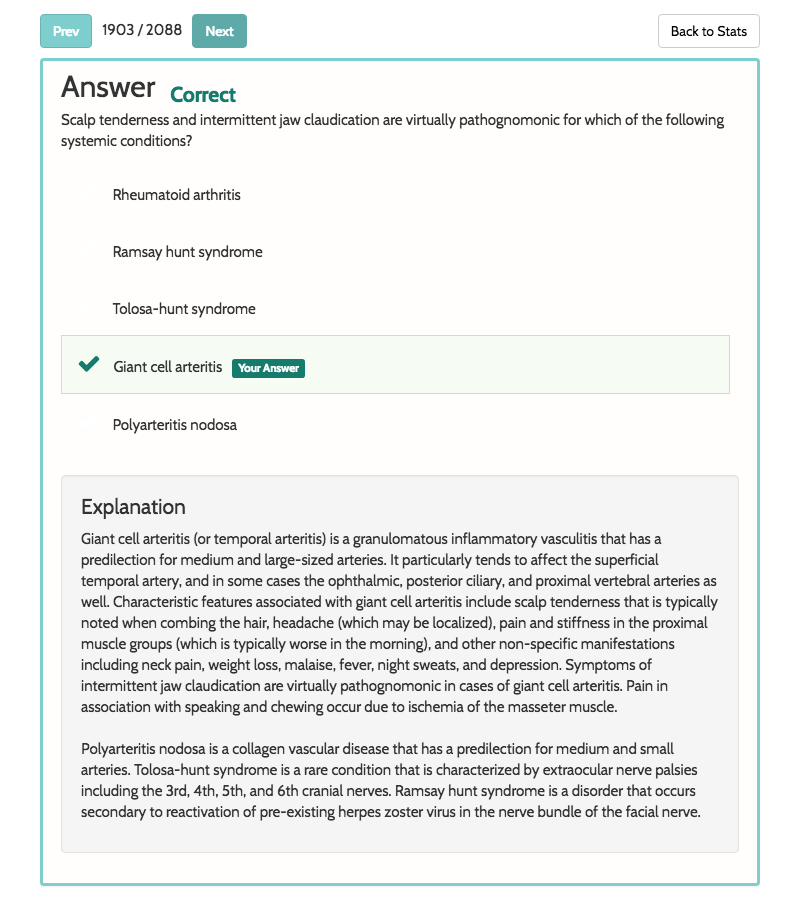 Prev 1903 / 2088 Next Back to Stats
Answer Correct
Scalp tenderness and intermittent jaw claudication are virtually pathognomonic for which of the following
systemic conditions?
Rheumatoid arthritis
Ramsay hunt syndrome
Tolosa-hunt syndrome
Giant cell arteritis Your Answer
Polyarteritis nodosa
Explanation
Giant cell arteritis (or temporal arteritis) is a granulomatous inflammatory vasculitis that has a
predilection for medium and large-sized arteries. It particularly tends to affect the superficial
temporal artery, and in some cases the ophthalmic, posterior ciliary, and proximal vertebral arteries as
well. Characteristic features associated with giant cell arteritis include scalp tenderness that is typically
noted when combing the hair, headache (which may be localized), pain and stiffness in the proximal
muscle groups (which is typically worse in the morning), and other non-specific manifestations
including neck pain, weight loss, malaise, fever, night sweats, and depression. Symptoms of
intermittent jaw claudication are virtually pathognomonic in cases of giant cell arteritis. Pain in
association with speaking and chewing occur due to ischemia of the masseter muscle.
Polyarteritis nodosa is a collagen vascular disease that has a predilection for medium and small
arteries. Tolosa-hunt syndrome is a rare condition that is characterized by extraocular nerve palsies
including the 3rd, 4th, 5th, and 6th cranial nerves. Ramsay hunt syndrome is a disorder that occurs
secondary to reactivation of pre-existing herpes zoster virus in the nerve bundle of the facial nerve.